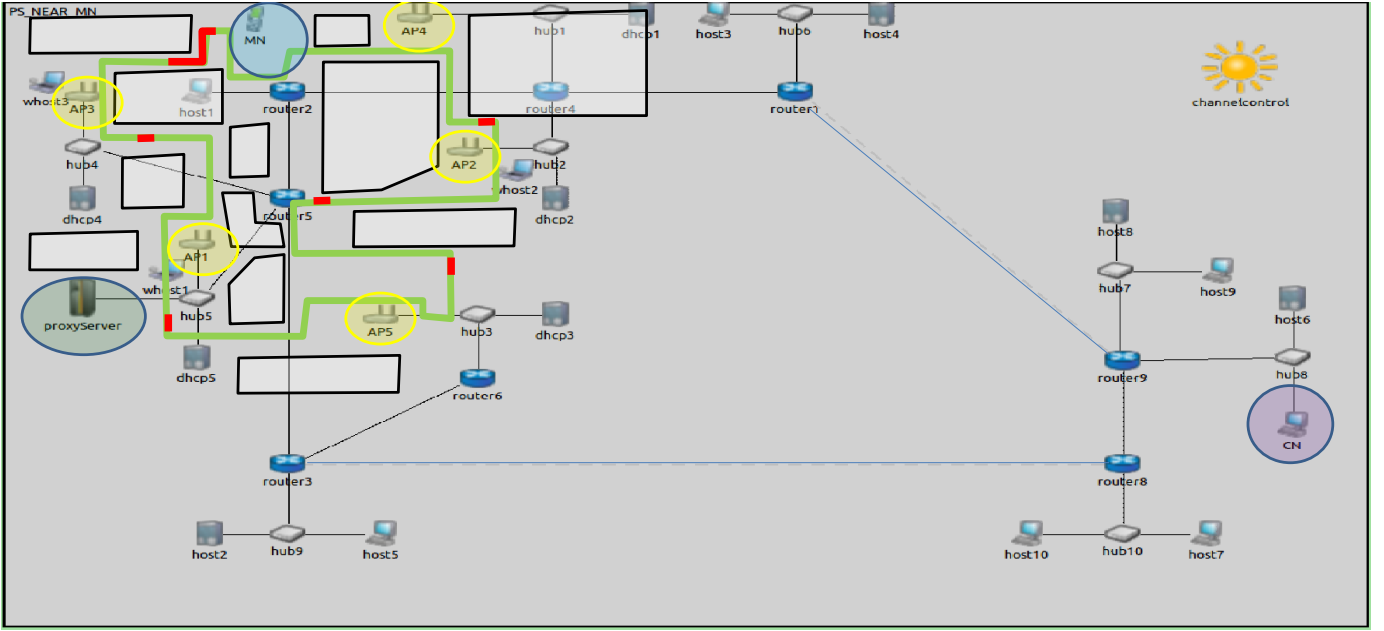 PS_NEAR_MN
MN
AP4
hub1
dhcp1
host3
hub6
host4
whost3
AP3
host1
router2
router4
router1
channelcontrol
hub4
AP2
hub2
whost2
dhcp4
router5
dhcp2
AP1
whost1
host8
hub7
host9
proxyServer
hub5
AP5
hub3
dhcp3
host6
dhcp5
router6
router9
hub8
CN
router3
router8
host2
hub9
host5
host10
hub10
host7